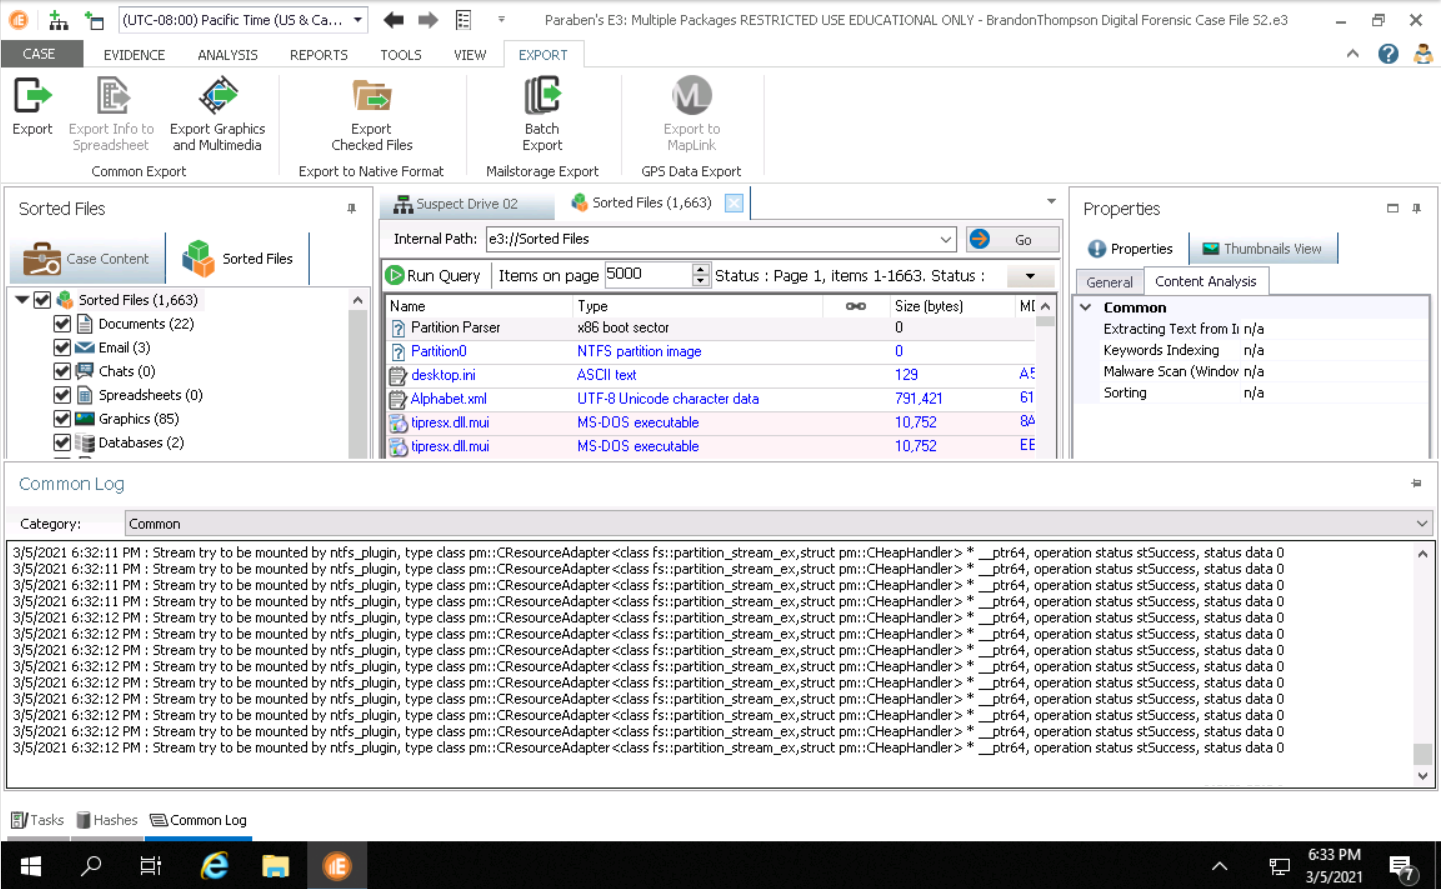 (UTC-08:00) Pacific Time (US & Ca...
Paraben's E3: Multiple Packages RESTRICTED USE EDUCATIONAL ONLY - BrandonThompson Digital Forensic Case File S2.e3
CASE EVIDENCE ANALYSIS REPORTS TOOLS VIEW EXPORT
Export
Export Info to Spreadsheet
Export Graphics and Multimedia
Common Export
Export Checked Files
Export to Native Format
Batch Export
Mailstorage Export
ML
Export to MapLink
GPS Data Export
Sorted Files
Case Content
Sorted Files
Sorted Files (1,663)
Documents (22)
Email (3)
Chats (0)
Spreadsheets (0)
Graphics (85)
Databases (2)
Suspect Drive 02
Sorted Files (1,663)
Internal Path: e3://Sorted Files Go
Run Query Items on page 5000 Status : Page 1, items 1-1663. Status :
Name Type Size (bytes)
Partition Parser x86 boot sector 0
Partition0 NTFS partition image 0
desktop.ini ASCII text 129 A5
Alphabet.xml UTF-8 Unicode character data 791,421 61
tipresx.dll.mui MS-DOS executable 10,752 8A
tipresx.dll.mui MS-DOS executable 10,752 EE
Properties
Properties Thumbnails View
General Content Analysis
Common
Extracting Text from n/a
Keywords Indexing n/a
Malware Scan (Window n/a
Sorting n/a
Common Log
Category: Common
3/5/2021 6:32:11 PM : Stream try to be mounted by ntfs_plugin, type class pm::CResourceAdapter<class fs::partition_stream_ex,struct pm::CHeapHandler> * __ptr64, operation status stSuccess, status data 0
3/5/2021 6:32:11 PM : Stream try to be mounted by ntfs_plugin, type class pm::CResourceAdapter<class fs::partition_stream_ex,struct pm::CHeapHandler> * __ptr64, operation status stSuccess, status data 0
3/5/2021 6:32:11 PM : Stream try to be mounted by ntfs_plugin, type class pm::CResourceAdapter<class fs::partition_stream_ex,struct pm::CHeapHandler> * __ptr64, operation status stSuccess, status data 0
3/5/2021 6:32:11 PM : Stream try to be mounted by ntfs_plugin, type class pm::CResourceAdapter<class fs::partition_stream_ex,struct pm::CHeapHandler> * __ptr64, operation status stSuccess, status data 0
3/5/2021 6:32:12 PM : Stream try to be mounted by ntfs_plugin, type class pm::CResourceAdapter<class fs::partition_stream_ex,struct pm::CHeapHandler> * __ptr64, operation status stSuccess, status data 0
3/5/2021 6:32:12 PM : Stream try to be mounted by ntfs_plugin, type class pm::CResourceAdapter<class fs::partition_stream_ex,struct pm::CHeapHandler> * __ptr64, operation status stSuccess, status data 0
3/5/2021 6:32:12 PM : Stream try to be mounted by ntfs_plugin, type class pm::CResourceAdapter<class fs::partition_stream_ex,struct pm::CHeapHandler> * __ptr64, operation status stSuccess, status data 0
3/5/2021 6:32:12 PM : Stream try to be mounted by ntfs_plugin, type class pm::CResourceAdapter<class fs::partition_stream_ex,struct pm::CHeapHandler> * __ptr64, operation status stSuccess, status data 0
3/5/2021 6:32:12 PM : Stream try to be mounted by ntfs_plugin, type class pm::CResourceAdapter<class fs::partition_stream_ex,struct pm::CHeapHandler> * __ptr64, operation status stSuccess, status data 0
3/5/2021 6:32:12 PM : Stream try to be mounted by ntfs_plugin, type class pm::CResourceAdapter<class fs::partition_stream_ex,struct pm::CHeapHandler> * __ptr64, operation status stSuccess, status data 0
3/5/2021 6:32:12 PM : Stream try to be mounted by ntfs_plugin, type class pm::CResourceAdapter<class fs::partition_stream_ex,struct pm::CHeapHandler> * __ptr64, operation status stSuccess, status data 0
3/5/2021 6:32:12 PM : Stream try to be mounted by ntfs_plugin, type class pm::CResourceAdapter<class fs::partition_stream_ex,struct pm::CHeapHandler> * __ptr64, operation status stSuccess, status data 0
3/5/2021 6:32:12 PM : Stream try to be mounted by ntfs_plugin, type class pm::CResourceAdapter<class fs::partition_stream_ex,struct pm::CHeapHandler> * __ptr64, operation status stSuccess, status data 0
Tasks Hashes Common Log
6:33 PM
3/5/2021
7